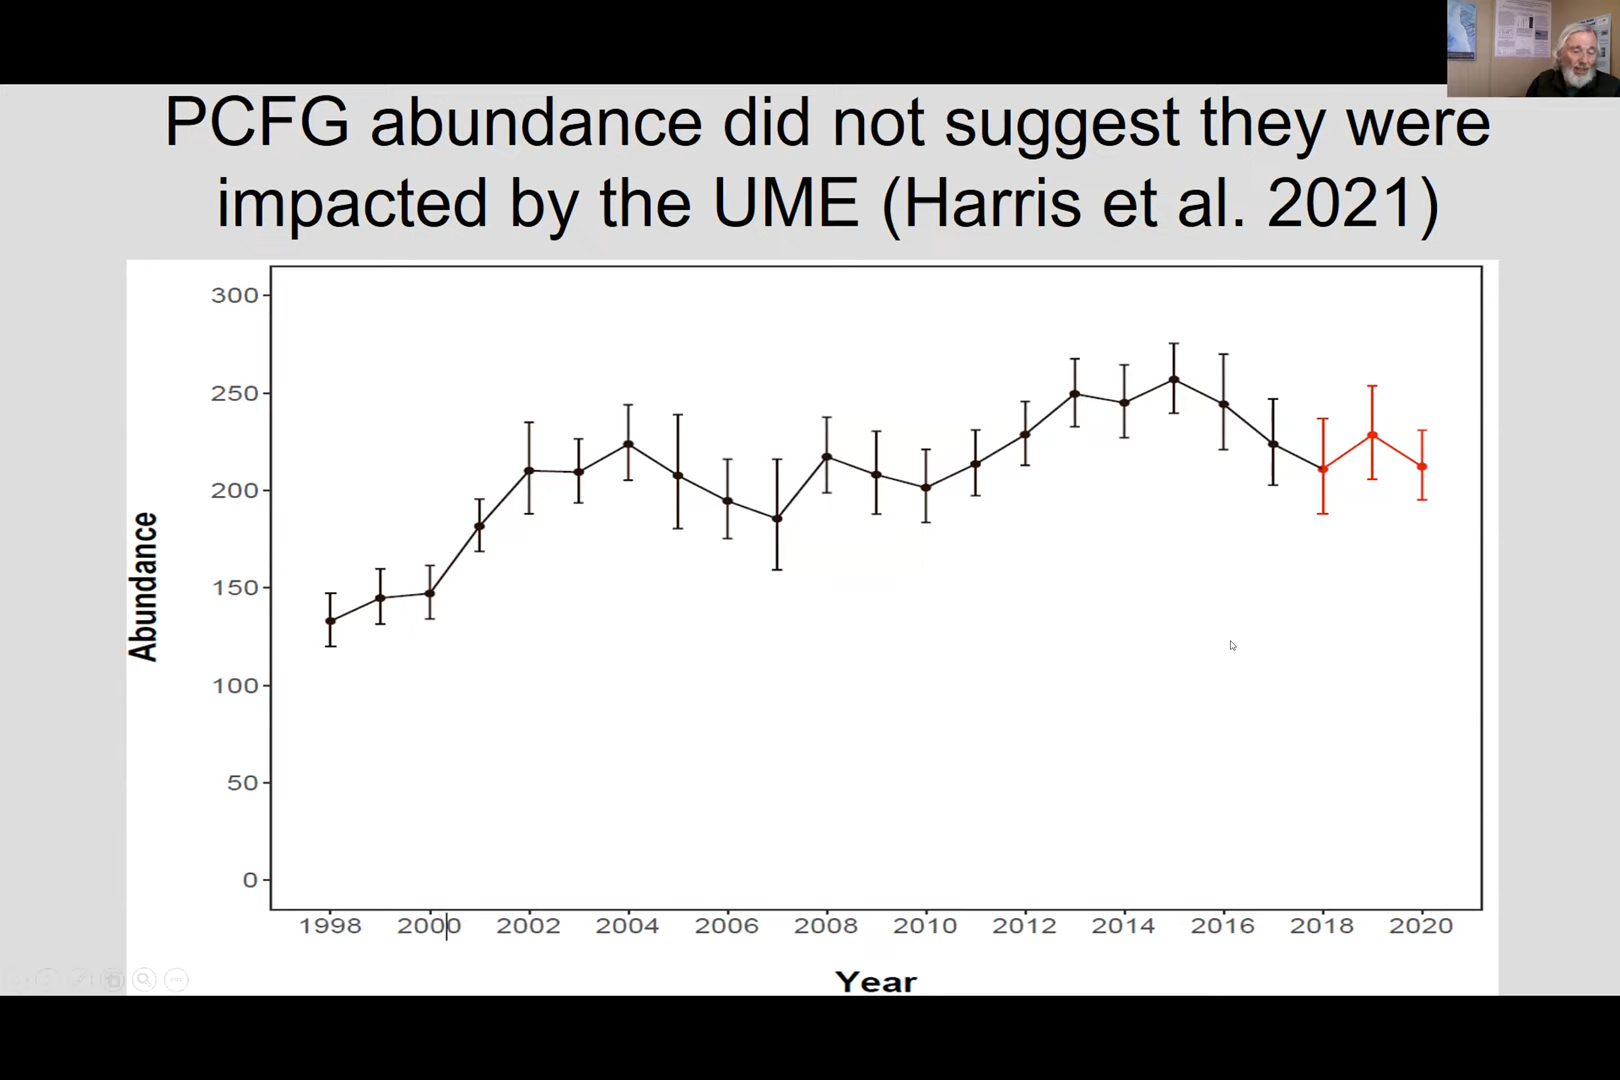 PCFG abundance did not suggest they were
impacted by the UME (Harris et al. 2021)
300
250
200
150
100
50
0
Abundance
1998 2000 2002 2004 2006 2008 2010 2012 2014 2016 2018 2020
Year